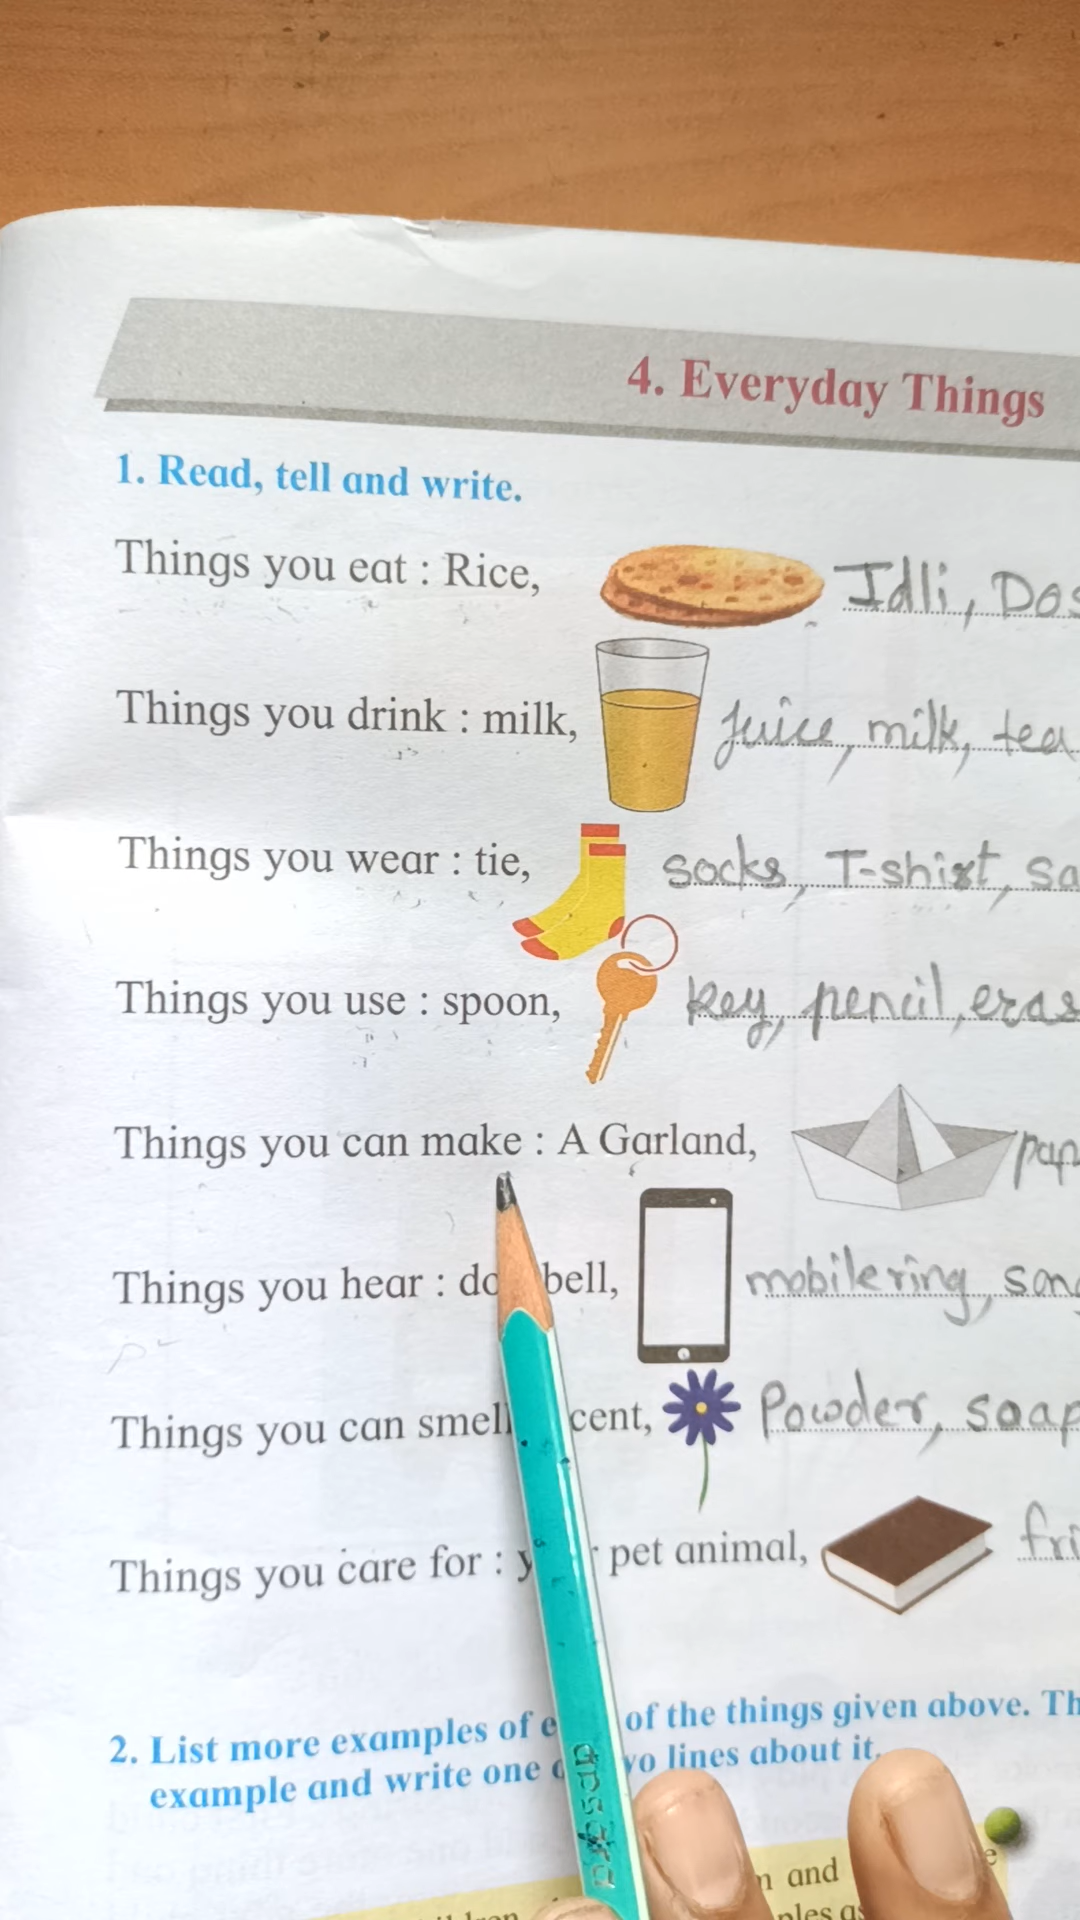 4. Everyday Things
1. Read, tell and write.
Things you eat : Rice, Idli,
Things you drink : milk, juice, milk, tea
Things you wear : tie, socks, T-shirt,
Things you use : spoon, key, pencil,
Things you can make : A Garland,
Things you hear : bell, mobile ring,
Things you can smell Powder, soap
Things you care for : pet animal,
2. List more examples of of the things given above.
example and write one lines about it.
apsara
and